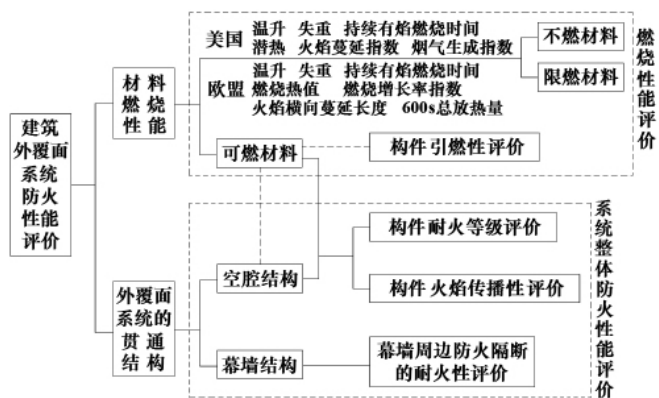 建筑
外覆面
系统
防火
性能
评价
材料
燃烧
性能
美国
温升 失重 持续有焰燃烧时间
潜热 火焰蔓延指数 烟气生成指数
欧盟
温升 失重 持续有焰燃烧时间
燃烧热值 燃烧增长率指数
火焰横向蔓延长度 600s总放热量
不燃材料
限燃材料
燃烧性能评价
可燃材料
构件引燃性评价
外覆面
系统的
贯通
结构
空腔结构
构件耐火等级评价
构件火焰传播性评价
幕墙结构
幕墙周边防火隔断
的耐火性评价
系统整体防火性能评价